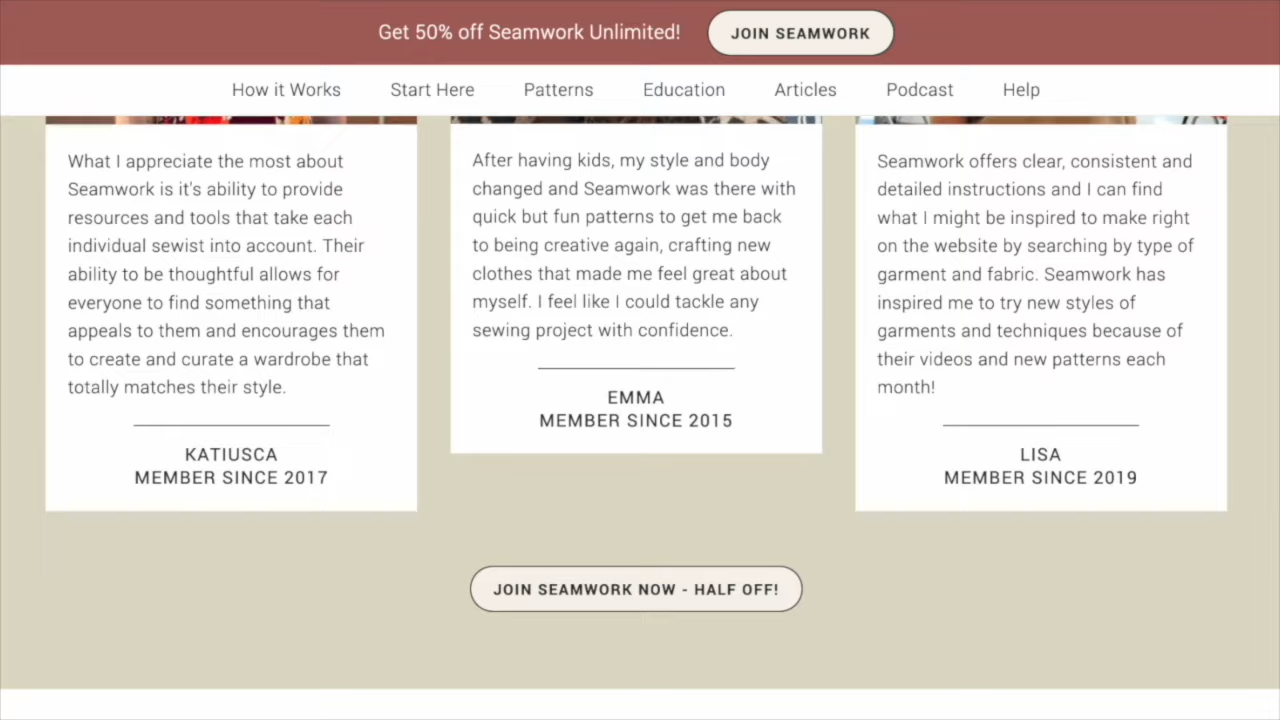 Get 50% off Seamwork Unlimited!
JOIN SEAMWORK
How it Works
Start Here
Patterns
Education
Articles
Podcast
Help
What I appreciate the most about
Seamwork is it's ability to provide
resources and tools that take each
individual sewist into account. Their
ability to be thoughtful allows for
everyone to find something that
appeals to them and encourages them
to create and curate a wardrobe that
totally matches their style.
KATIUSCA
MEMBER SINCE 2017
After having kids, my style and body
changed and Seamwork was there with
quick but fun patterns to get me back
to being creative again, crafting new
clothes that made me feel great about
myself. I feel like I could tackle any
sewing project with confidence.
EMMA
MEMBER SINCE 2015
Seamwork offers clear, consistent and
detailed instructions and I can find
what I might be inspired to make right
on the website by searching by type of
garment and fabric. Seamwork has
inspired me to try new styles of
garments and techniques because of
their videos and new patterns each
month!
LISA
MEMBER SINCE 2019
JOIN SEAMWORK NOW - HALF OFF!